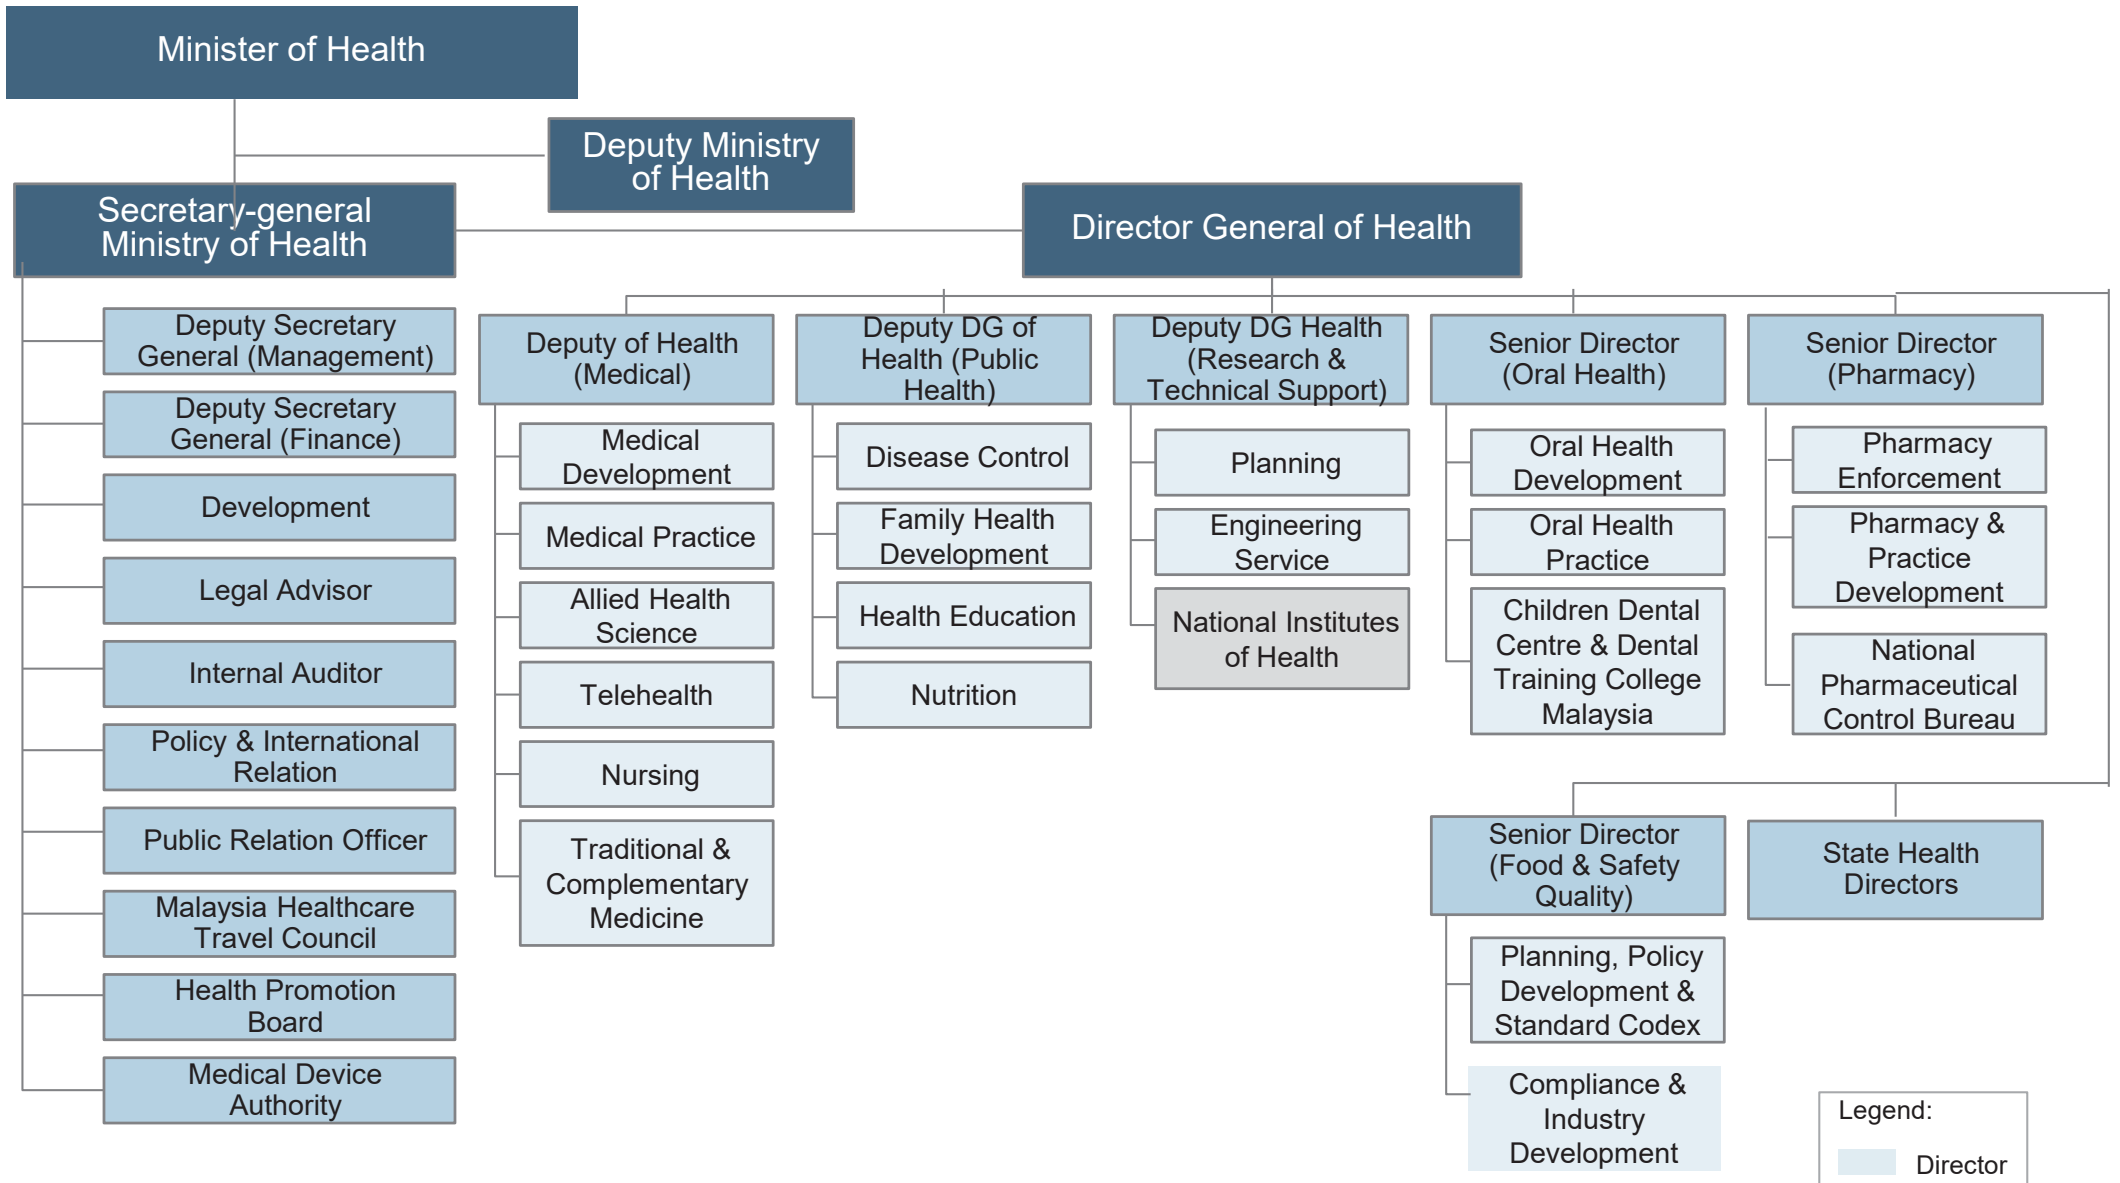 Minister of Health
Deputy Ministry
of Health
Secretary-general
Ministry of Health
Director General of Health
Deputy Secretary
General (Management)
Deputy Secretary
General (Finance)
Development
Legal Advisor
Internal Auditor
Policy & International
Relation
Public Relation Officer
Malaysia Healthcare
Travel Council
Health Promotion
Board
Medical Device
Authority
Deputy of Health
(Medical)
Medical
Development
Medical Practice
Allied Health
Science
Telehealth
Nursing
Traditional &
Complementary
Medicine
Deputy DG of
Health (Public
Health)
Disease Control
Family Health
Development
Health Education
Nutrition
Deputy DG Health
(Research &
Technical Support)
Planning
Engineering
Service
National Institutes
of Health
Senior Director
(Oral Health)
Oral Health
Development
Oral Health
Practice
Children Dental
Centre & Dental
Training College
Malaysia
Senior Director
(Pharmacy)
Pharmacy
Enforcement
Pharmacy &
Practice
Development
National
Pharmaceutical
Control Bureau
Senior Director
(Food & Safety
Quality)
Planning, Policy
Development &
Standard Codex
Compliance &
Industry
Development
State Health
Directors
Legend:
Director